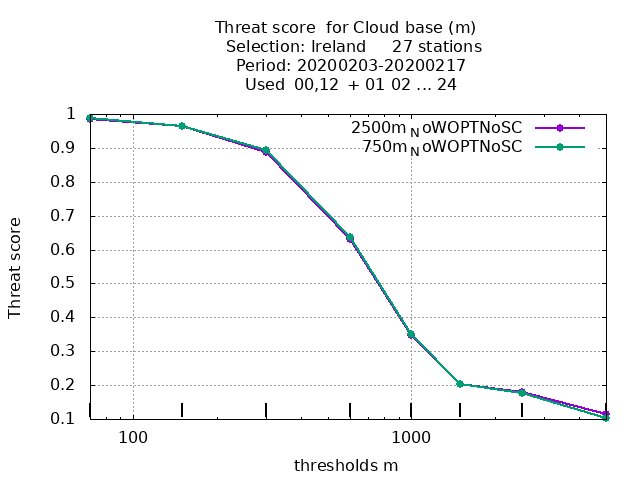 Threat score  for Cloud base (m)
Selection: Ireland     27 stations
Period: 20200203-20200217
Used  00,12  + 01 02 ... 24
2500m_NoWOPTNoSC
750m_NoWOPTNoSC
1
0.9
0.8
0.7
0.6
0.5
0.4
0.3
0.2
0.1
Threat score
100
1000
thresholds m